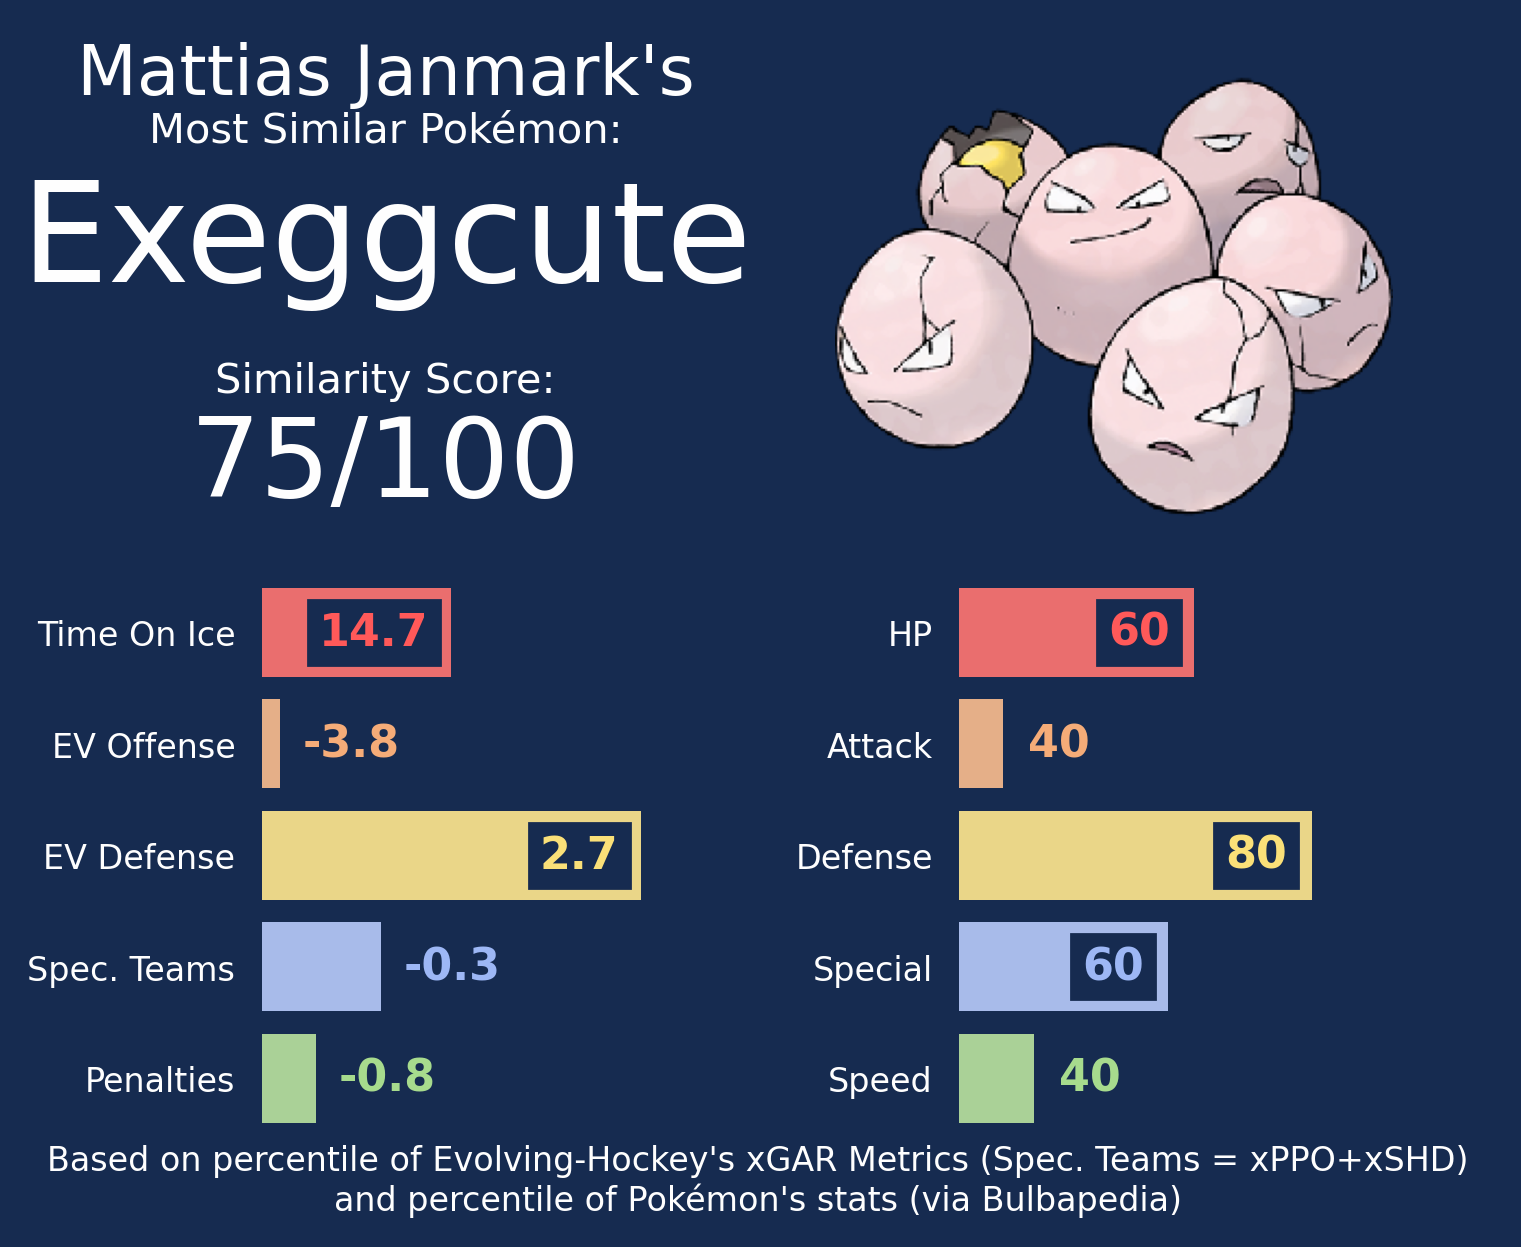 Mattias Janmark's
Most Similar Pokémon:
Exeggcute
Similarity Score:
75/100
Time On Ice 14.7
EV Offense -3.8
EV Defense 2.7
Spec. Teams -0.3
Penalties -0.8
HP 60
Attack 40
Defense 80
Special 60
Speed 40
Based on percentile of Evolving-Hockey's xGAR Metrics (Spec. Teams = xPPO+xSHD)
and percentile of Pokémon's stats (via Bulbapedia)